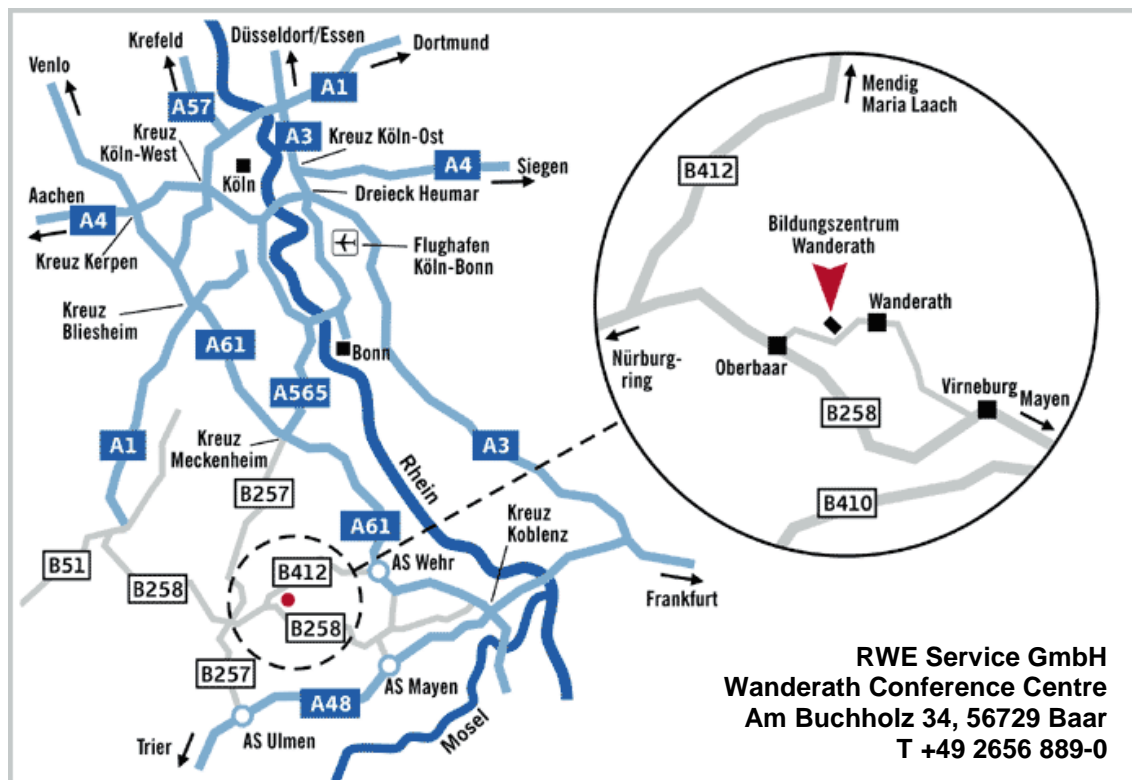 Düsseldorf/Essen
Krefeld
Dortmund
Venlo
A1
A57
A3
Kreuz
Köln-West
Kreuz Köln-Ost
Köln
A4
Siegen
Aachen
A4
Dreieck Heumar
Kreuz Kerpen
Flughafen
Köln-Bonn
Kreuz
Bliesheim
A61
Bonn
A565
A1
Kreuz
Meckenheim
A3
Rhein
B257
A61
Kreuz
Koblenz
B51
B258
B412
AS Wehr
B258
Frankfurt
B257
AS Mayen
A48
Mosel
Trier
AS Ulmen
Mendig
Maria Laach
B412
Bildungszentrum
Wanderath
Wanderath
Nürburg-
ring
Oberbaar
Virneburg
Mayen
B258
B410
RWE Service GmbH
Wanderath Conference Centre
Am Buchholz 34, 56729 Baar
T +49 2656 889-0